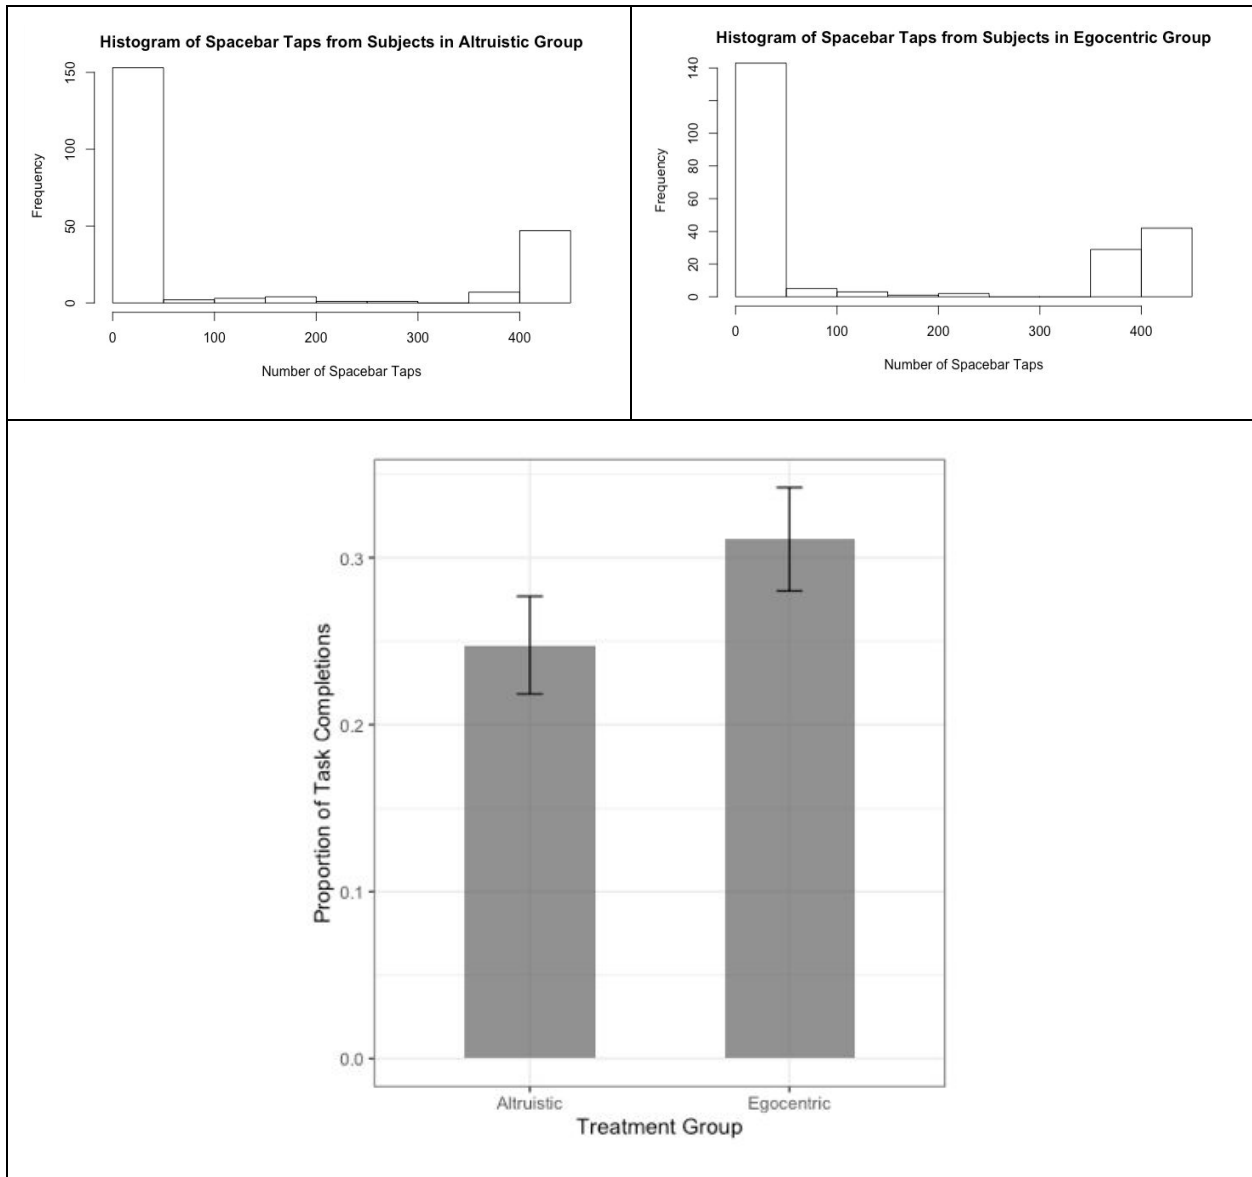 Histogram of Spacebar Taps from Subjects in Altruistic Group
Frequency
150
100
50
0
0 100 200 300 400
Number of Spacebar Taps
Histogram of Spacebar Taps from Subjects in Egocentric Group
Frequency
140
100
80
60
40
20
0
0 100 200 300 400
Number of Spacebar Taps
Proportion of Task Completions
0.3
0.2
0.1
0.0
Altruistic Egocentric
Treatment Group